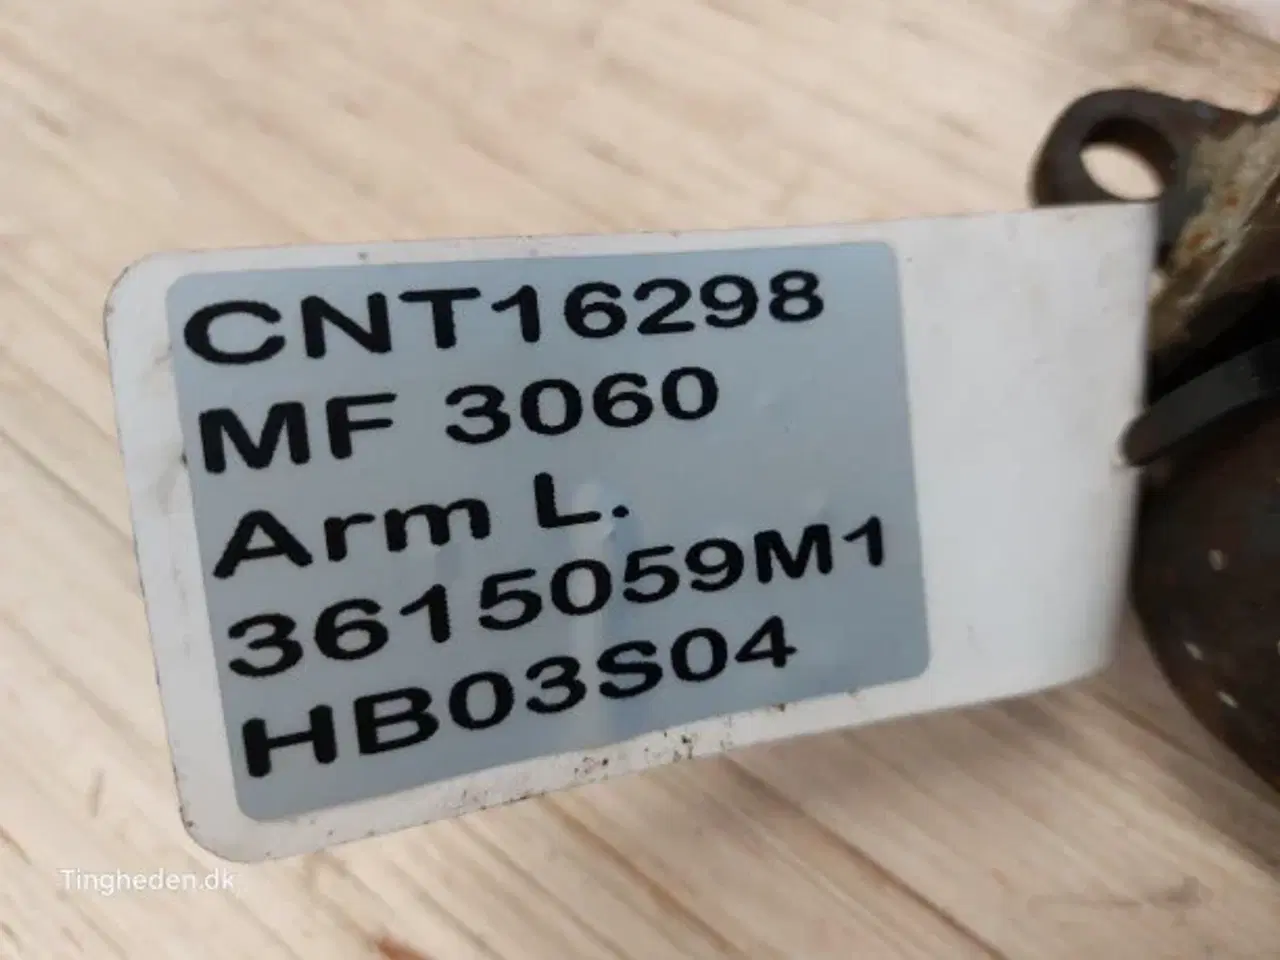 CNT16298
MF 3060
Arm L.
3615059M1
HB03S04
Tingheden.dk